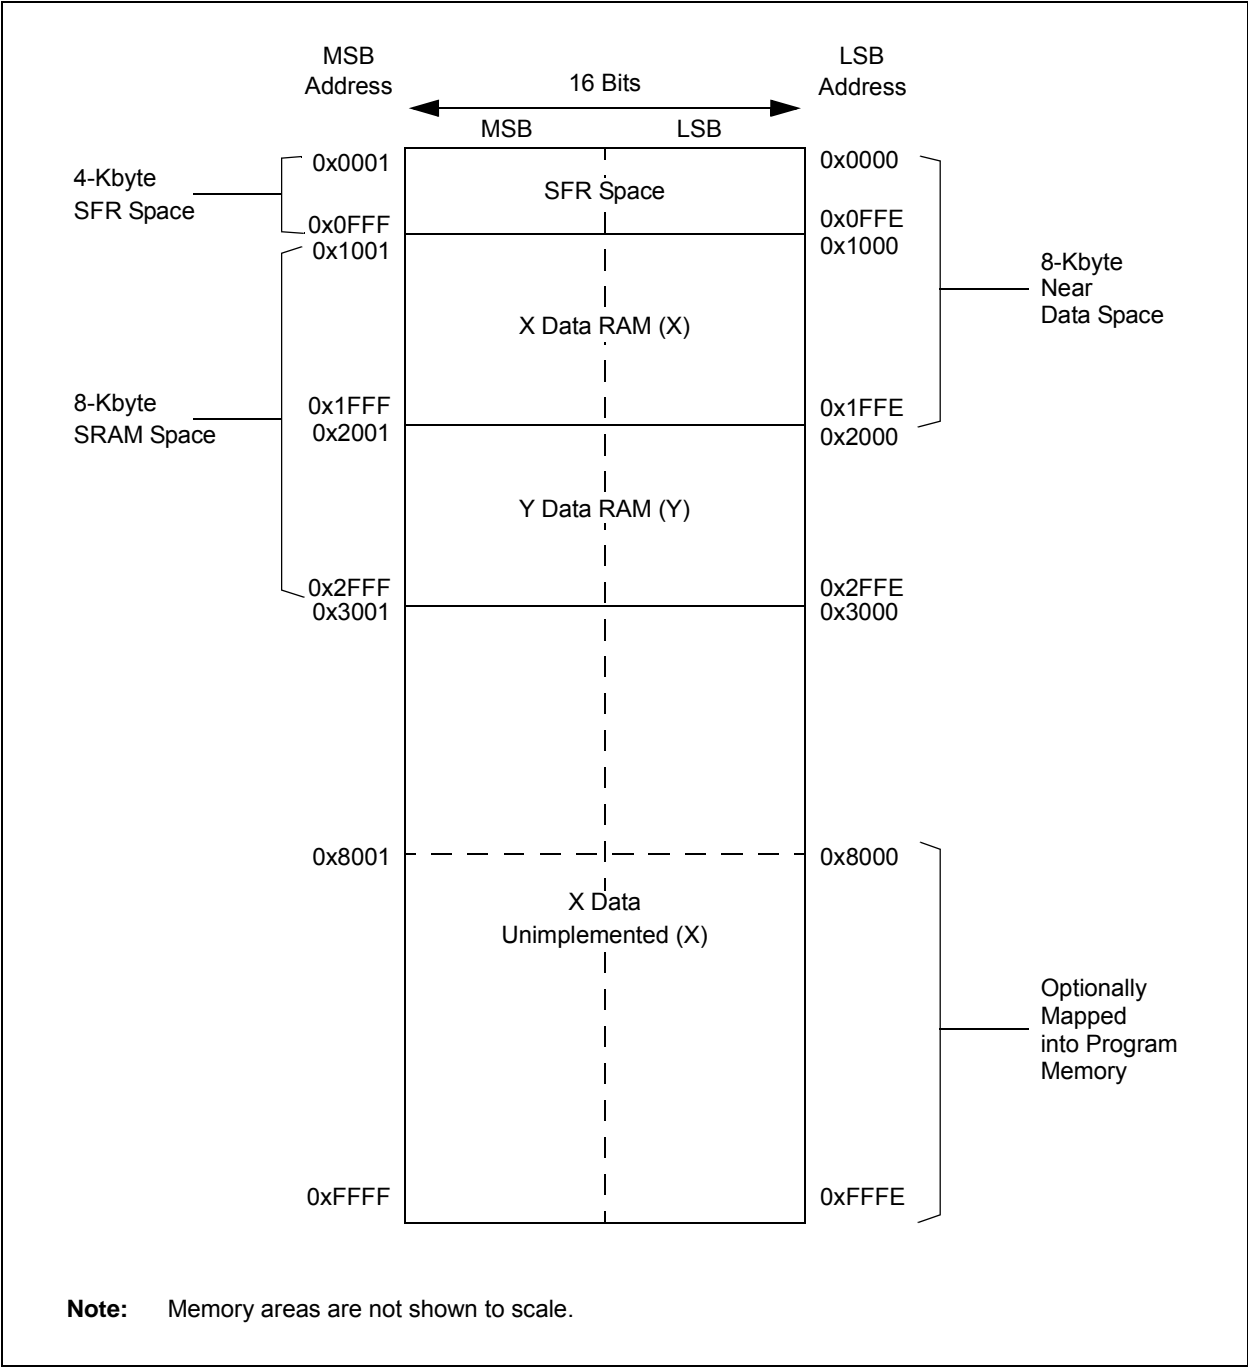 MSB
Address
16 Bits
LSB
Address
MSB
LSB
4-Kbyte
SFR Space
0x0001
0x0FFF
SFR Space
0x0000
0x0FFE
8-Kbyte
SRAM Space
0x1001
0x1FFF
X Data RAM (X)
0x1000
0x1FFE
8-Kbyte
Near
Data Space
0x2001
0x2FFF
Y Data RAM (Y)
0x2000
0x2FFE
0x3001
0x3000
0x8001
0x8000
X Data
Unimplemented (X)
Optionally
Mapped
into Program
Memory
0xFFFF
0xFFFE
Note: Memory areas are not shown to scale.